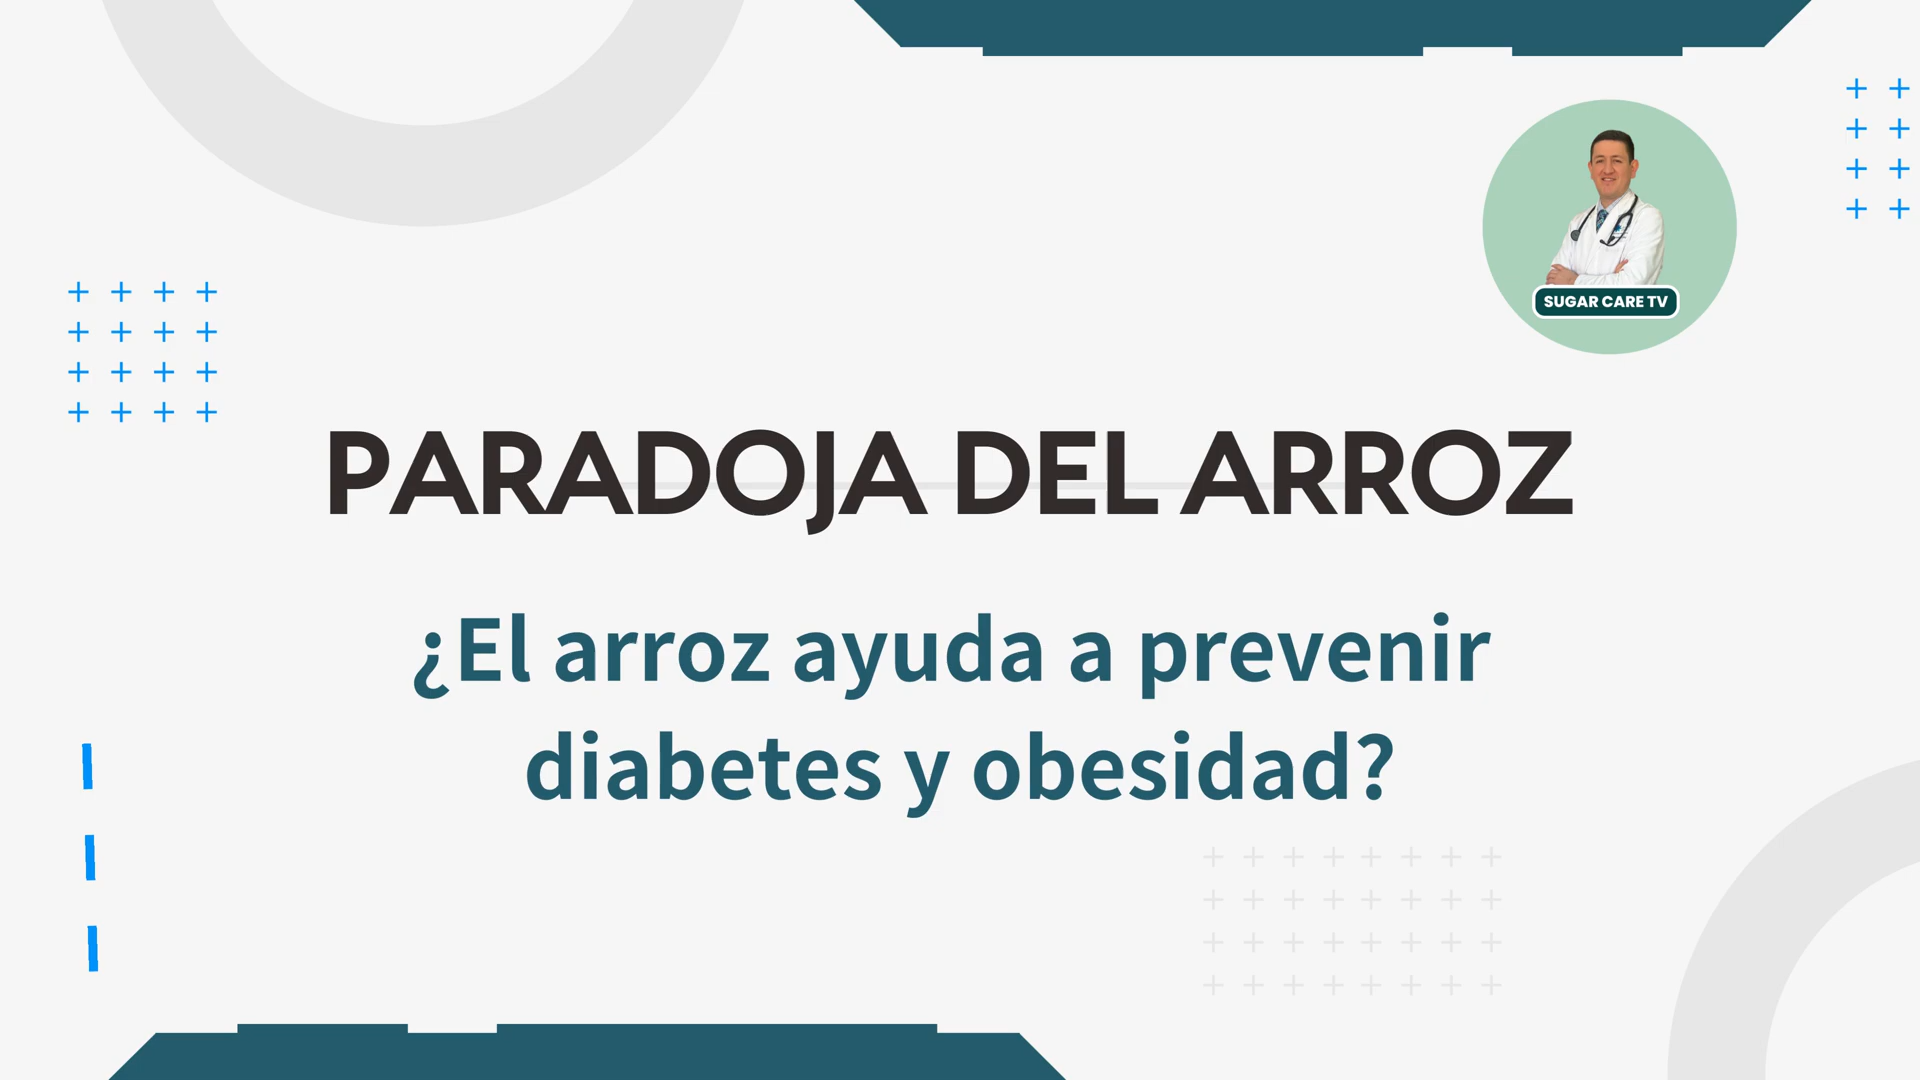 SUGAR CARE TV
PARADOJA DEL ARROZ
¿El arroz ayuda a prevenir
diabetes y obesidad?